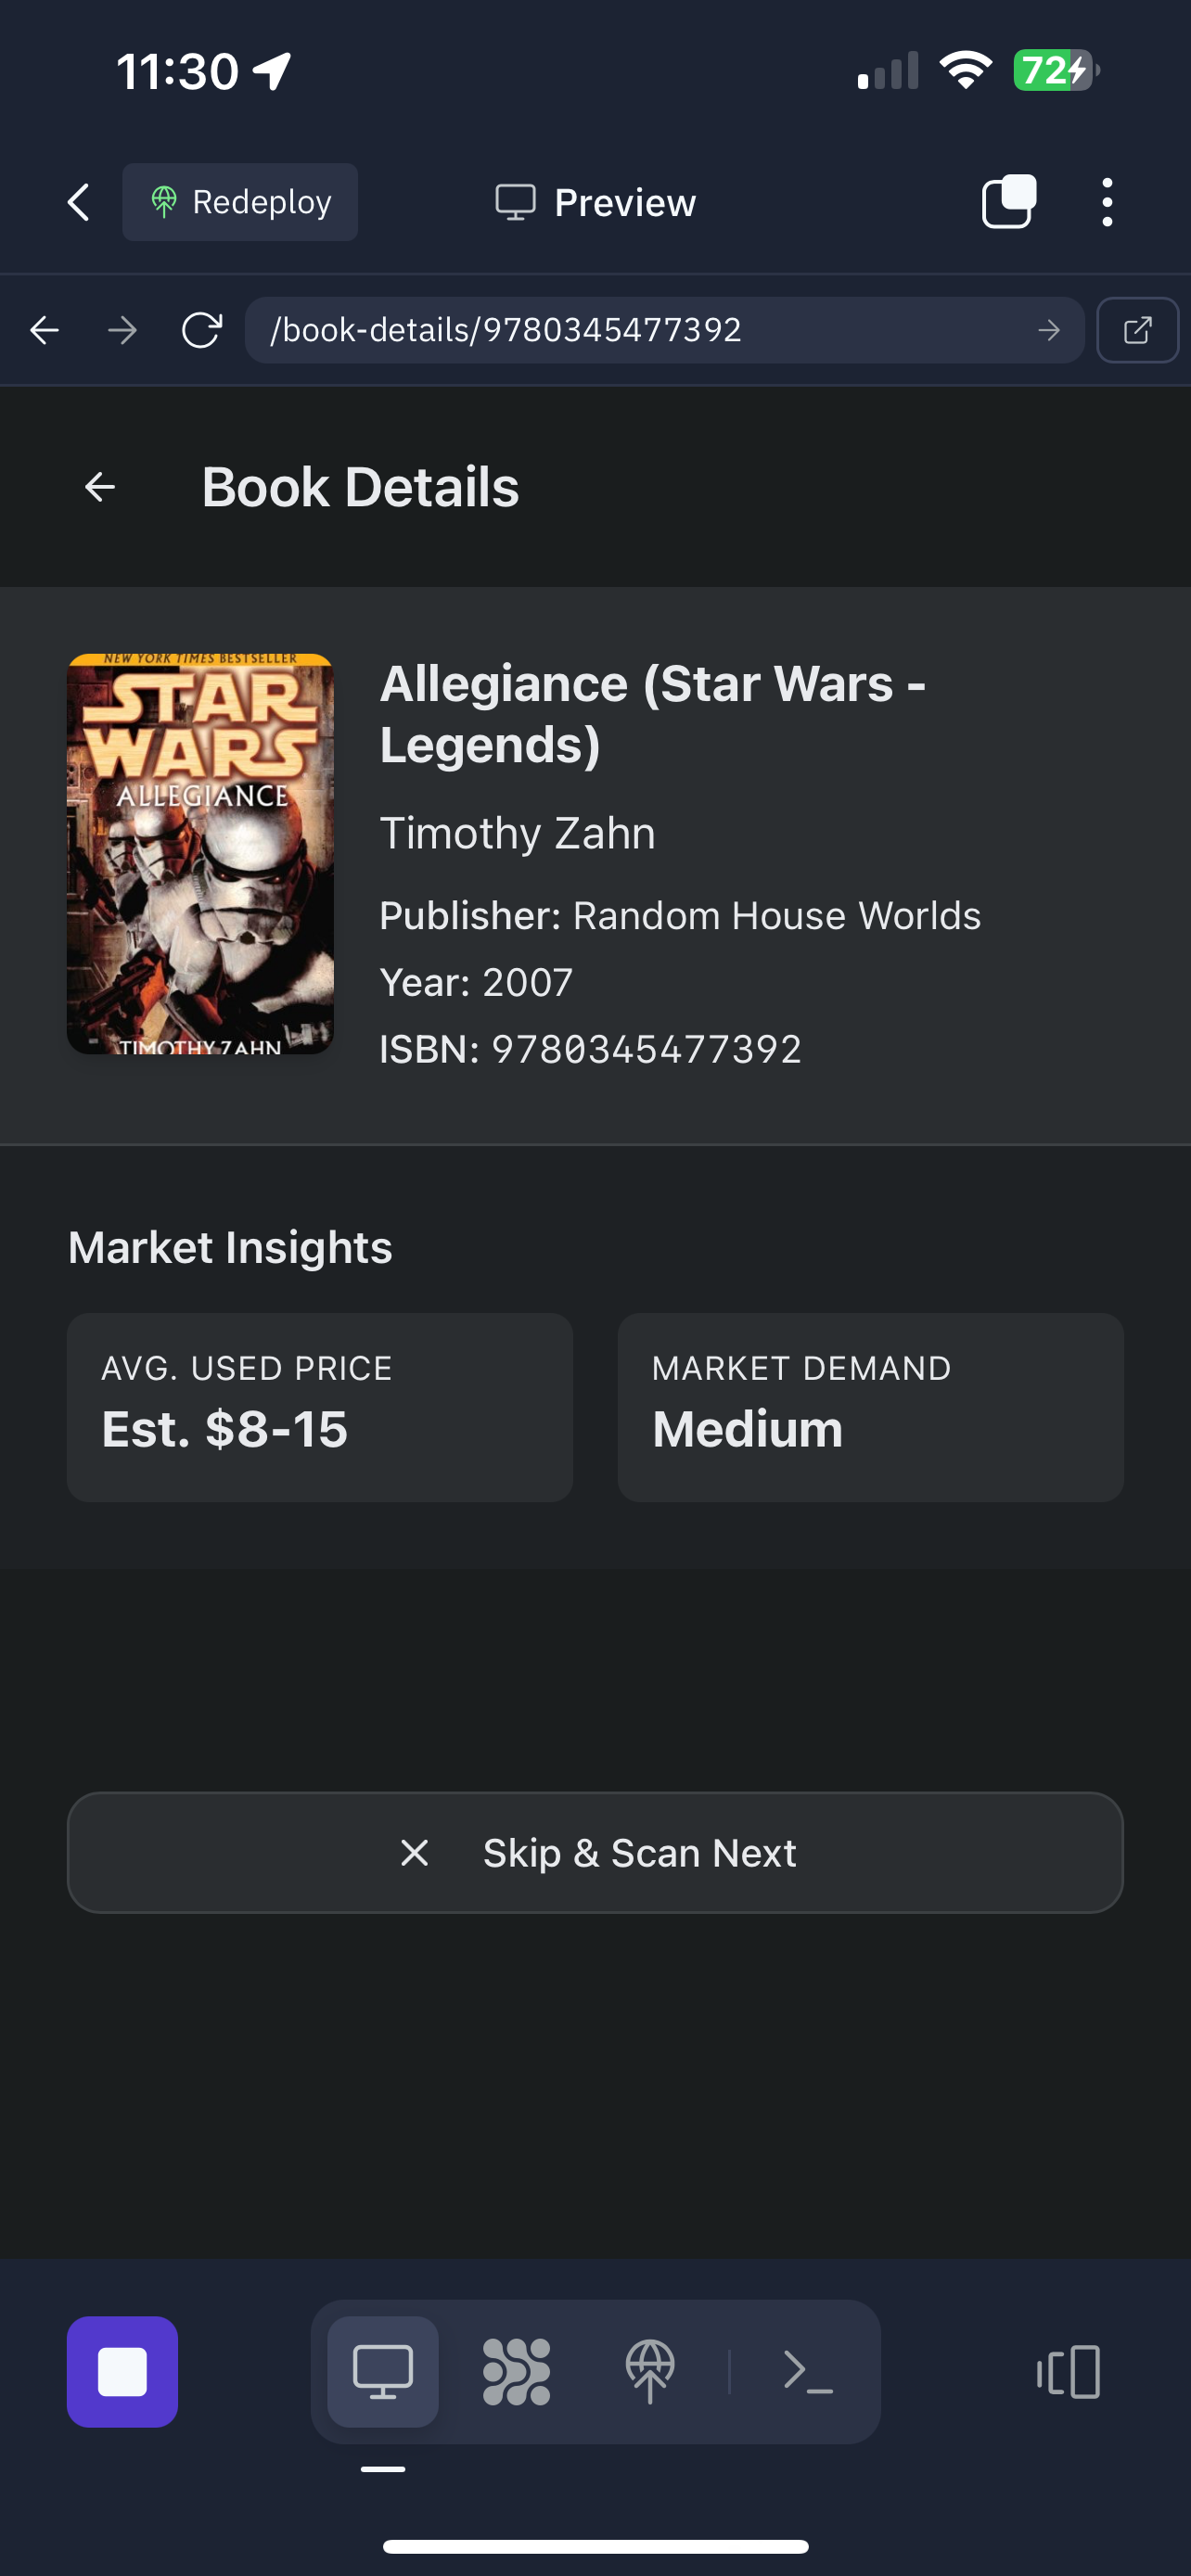 11:30
72
Redeploy
Preview
/book-details/9780345477392
Book Details
NEW YORK TIMES BESTSELLER
STAR
WARS
ALLEGIANCE
TIMOTHY ZAHN
Allegiance (Star Wars -
Legends)
Timothy Zahn
Publisher: Random House Worlds
Year: 2007
ISBN: 9780345477392
Market Insights
AVG. USED PRICE
Est. $8-15
MARKET DEMAND
Medium
Skip & Scan Next